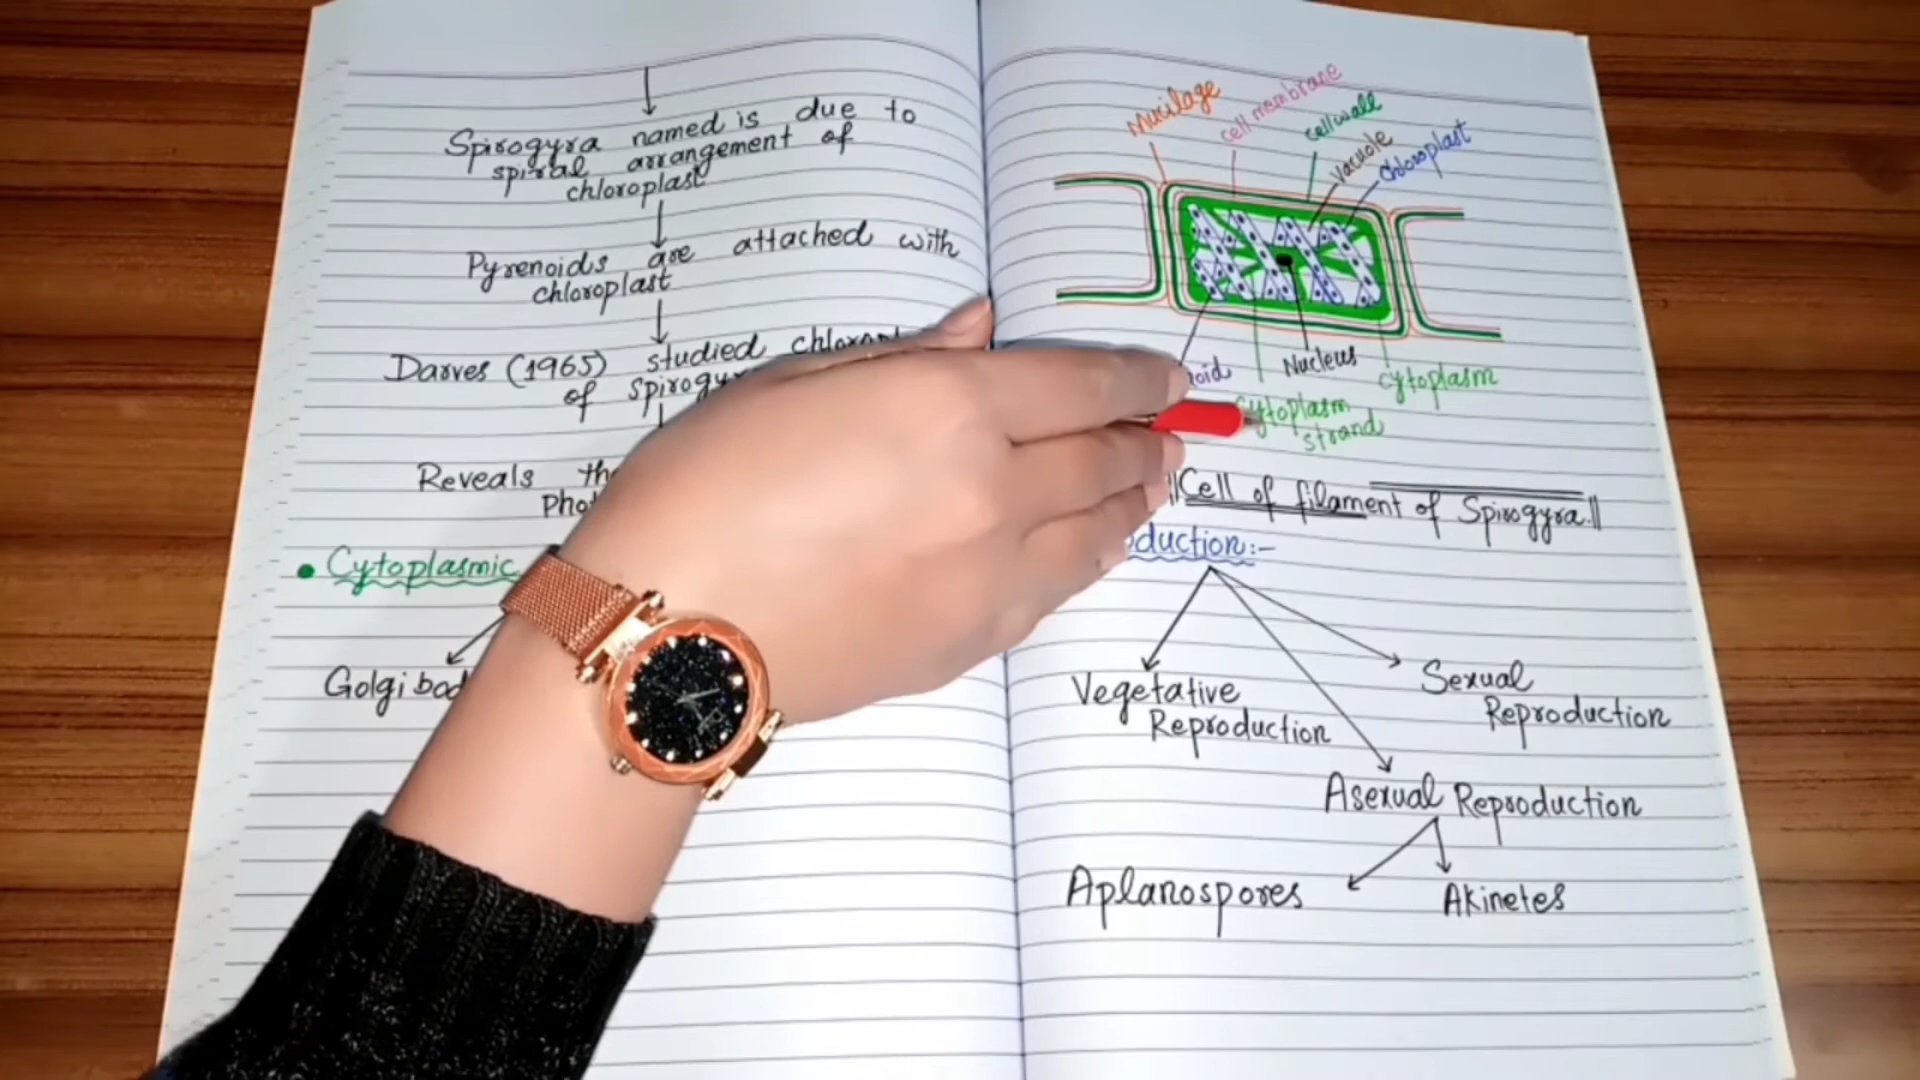 Spirogyra named is due to
spiral arrangement of
chloroplast
Pyrenoids are attached with
chloroplast
Darves (1965) studied
of
Reveals
Cytoplasmic
Golgi
Mucilage
cell membrane
cellwall
vacuole
chloroplast
Nucleus
cytoplasm
cytoplasm
strand
||Cell of filament of Spirogyra.||
Vegetative
Reproduction
Sexual
Reproduction
Asexual Reproduction
Aplanospores
Akinetes